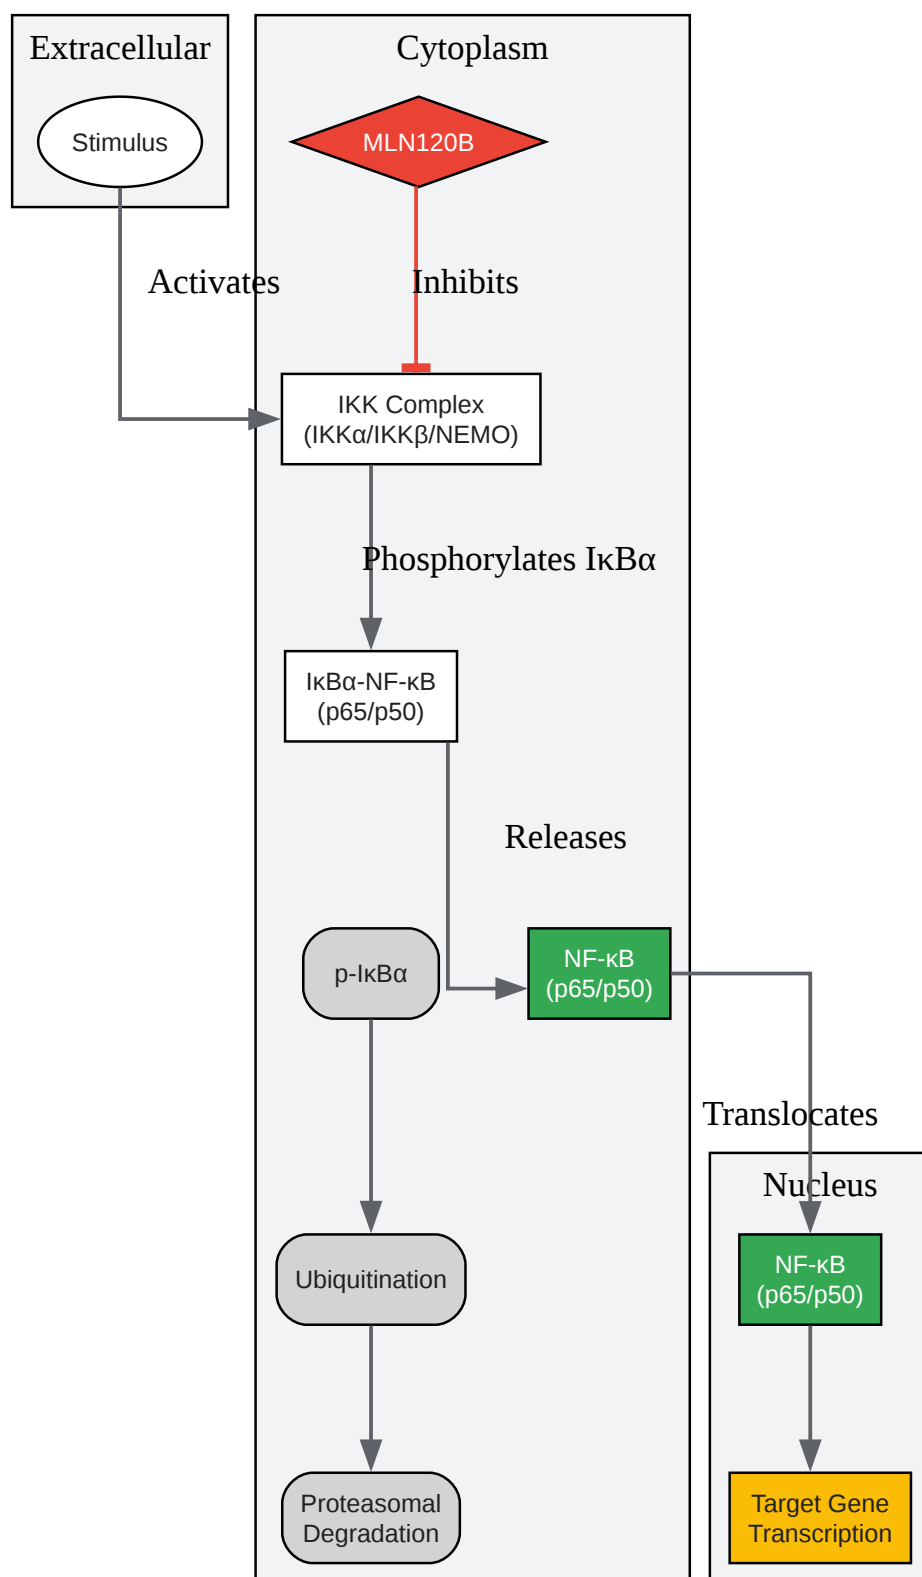 Extracellular
Cytoplasm
Stimulus
MLN120B
Activates
Inhibits
IKK Complex
(IKKα/IKKβ/NEMO)
Phosphorylates IκBα
IκBα-NF-κB
(p65/p50)
Releases
p-IκBα
NF-κB
(p65/p50)
Translocates
Nucleus
Ubiquitination
NF-κB
(p65/p50)
Proteasomal
Degradation
Target Gene
Transcription